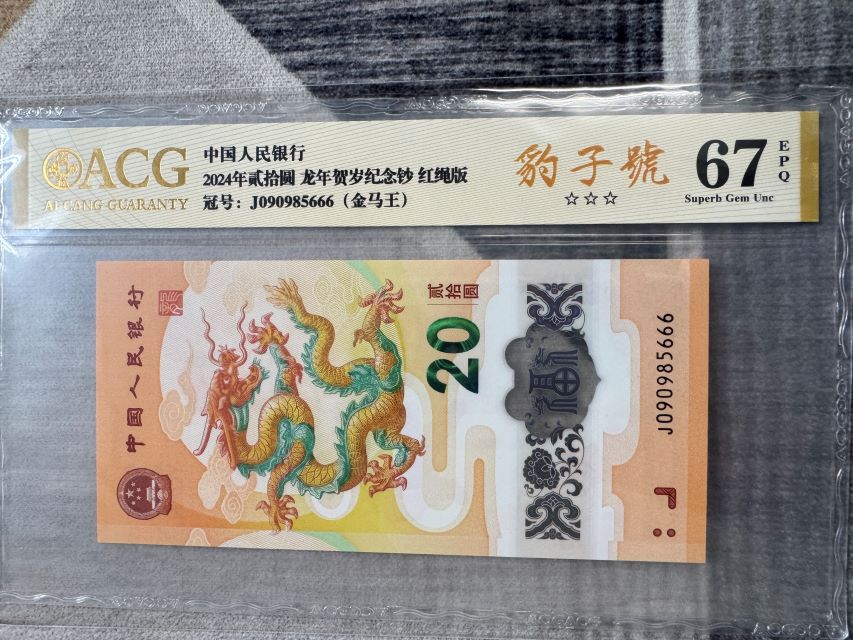 ACG
AI CANG GUARANTY
中国人民银行
2024年贰拾圆 龙年贺岁纪念钞 红绳版
冠号：J090985666（金马王）
豹子號
☆☆☆
67
EPQ
Superb Gem Unc
中国人民银行
贰拾圆
20
福
J090985666